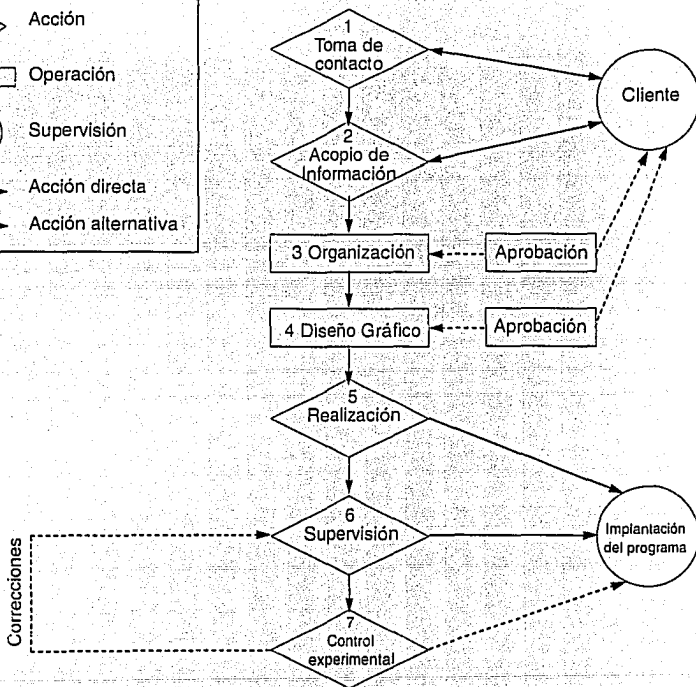 Acción
Operación
Supervisión
Acción directa
Acción alternativa
1
Toma de
contacto
Cliente
2
Acopio de
Información
3 Organización
Aprobación
4 Diseño Gráfico
Aprobación
5
Realización
6
Supervisión
Implantación
del programa
Correcciones
7
Control
experimental